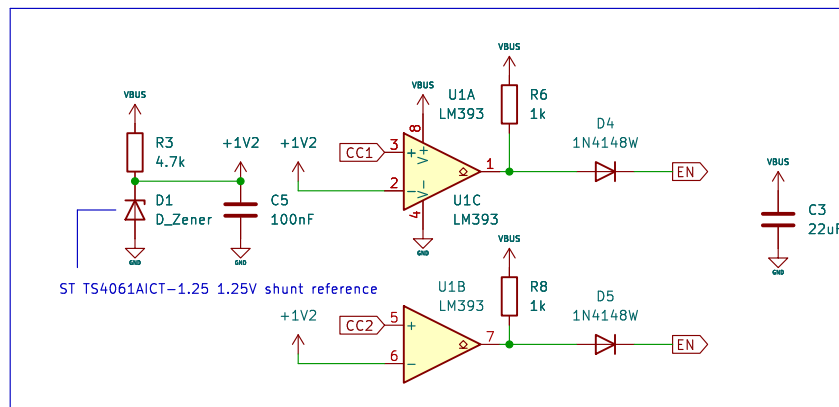 VBUS
R6
1k
VBUS
U1A
LM393
VBUS
R3
4.7k
+1V2
+1V2
8
D4
1N4148W
CC1
3
+
V+
1
EN
VBUS
2
-
V-
D1
D_Zener
C5
100nF
U1C
LM393
4
C3
22uF
GND
GND
GND
VBUS
GND
ST TS4061AICT-1.25 1.25V shunt reference
U1B
LM393
R8
1k
D5
1N4148W
+1V2
CC2
5
+
7
EN
6
-